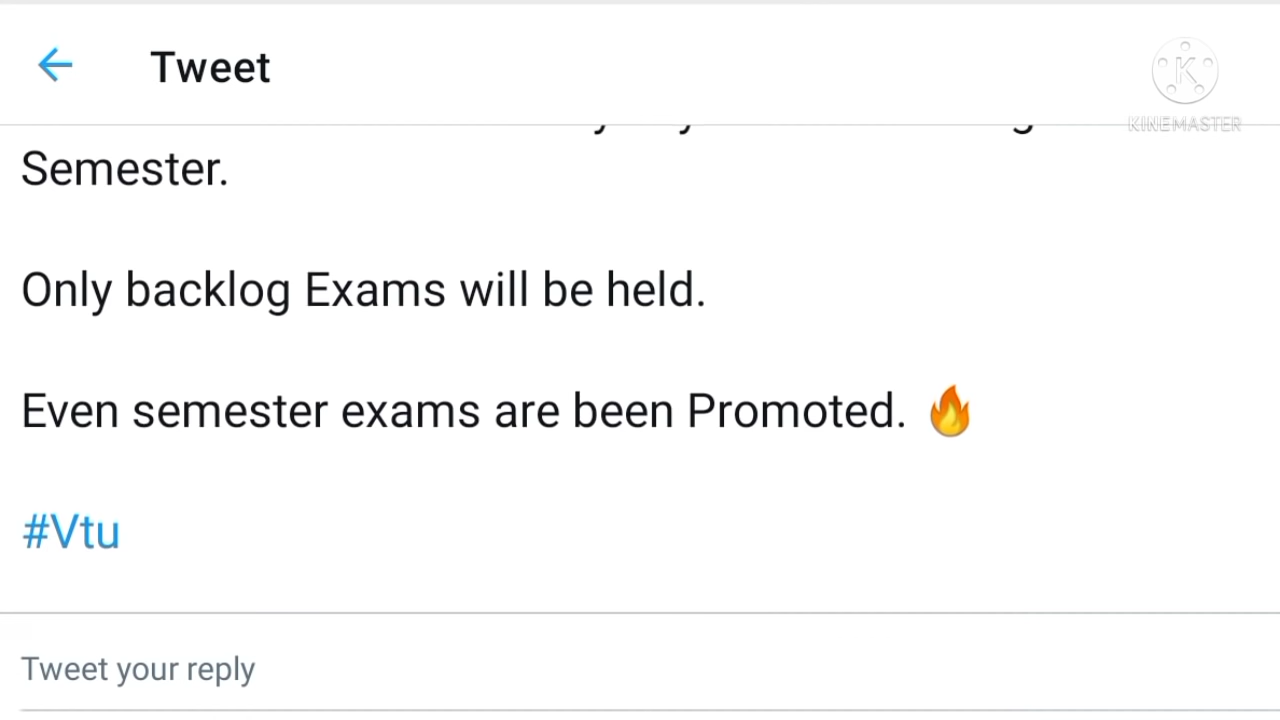 Tweet
K
KINEMASTER
Semester.
Only backlog Exams will be held.
Even semester exams are been Promoted. 🔥
#Vtu
Tweet your reply